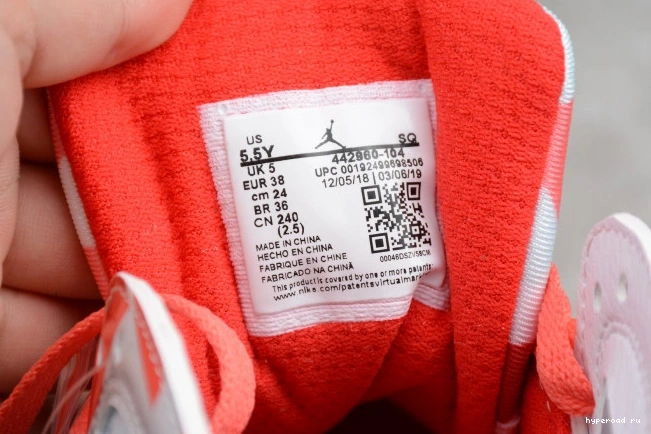 US SQ
5.5Y 442960-104
UK 5 UPC 00192499698506
EUR 38 12/05/18 | 03/06/19
cm 24
BR 36
CN 240
(2.5)
00046DSZV58CM
MADE IN CHINA
HECHO EN CHINA
FABRIQUE EN CHINE
FABRICADO NA CHINA
This product is covered by one or more patents.
www.nike.com/patentsvirtualmar
hyperoad ru